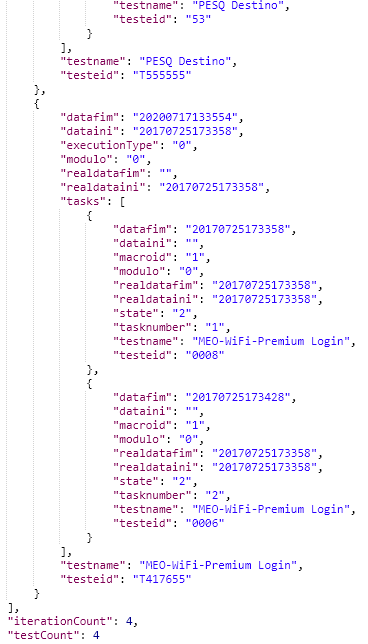 "testname": "PESQ Destino",
"testeid": "53"
}
],
"testname": "PESQ Destino",
"testeid": "T555555"
},
{
"datafim": "20200717133554",
"dataini": "20170725173358",
"executionType": "0",
"modulo": "0",
"realdatafim": "",
"realdataini": "20170725173358",
"tasks": [
{
"datafim": "20170725173358",
"dataini": "",
"macroid": "1",
"modulo": "0",
"realdatafim": "20170725173358",
"realdataini": "20170725173358",
"state": "2",
"tasknumber": "1",
"testname": "MEO-WiFi-Premium Login",
"testeid": "0008"
},
{
"datafim": "20170725173428",
"dataini": "",
"macroid": "1",
"modulo": "0",
"realdatafim": "20170725173358",
"realdataini": "20170725173358",
"state": "2",
"tasknumber": "2",
"testname": "MEO-WiFi-Premium Login",
"testeid": "0006"
}
],
"testname": "MEO-WiFi-Premium Login",
"testeid": "T417655"
}
],
"iterationCount": 4,
"testCount": 4